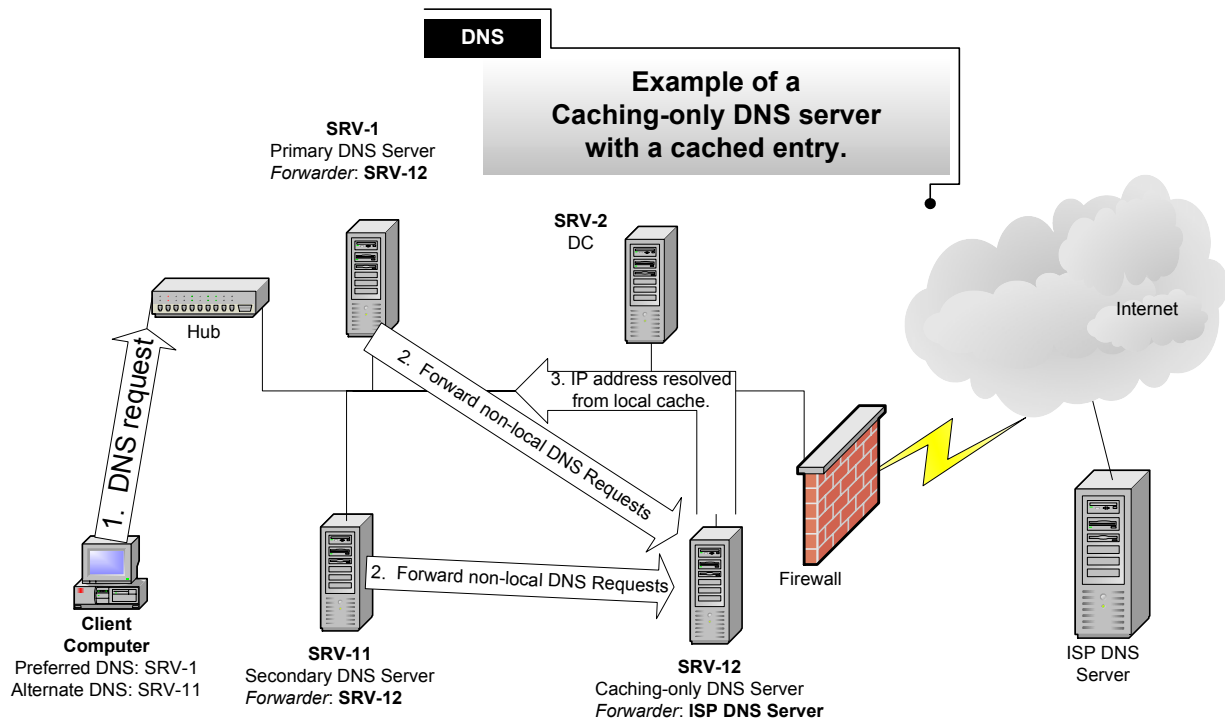 DNS
Example of a
Caching-only DNS server
with a cached entry.
SRV-1
Primary DNS Server
Forwarder: SRV-12
SRV-2
DC
Hub
Internet
1. DNS request
2. Forward non-local DNS Requests
3. IP address resolved
from local cache.
2. Forward non-local DNS Requests
Firewall
Client
Computer
Preferred DNS: SRV-1
Alternate DNS: SRV-11
SRV-11
Secondary DNS Server
Forwarder: SRV-12
SRV-12
Caching-only DNS Server
Forwarder: ISP DNS Server
ISP DNS
Server